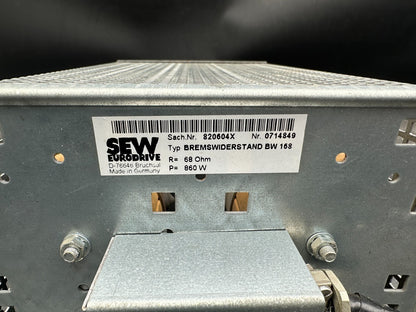 Sach.Nr. 820604X Nr. 0714849
SEW
EURODRIVE
Typ BREMSWIDERSTAND BW 168
D-76646 Bruchsal
Made in Germany
R= 68 Ohm
P= 860 W